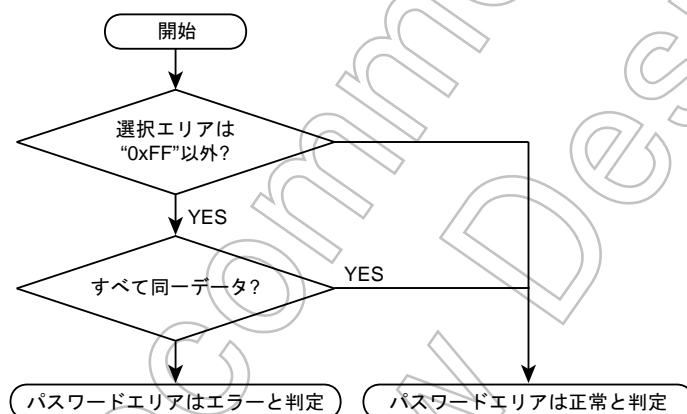 開始
選択エリアは
“0xFF”以外?
YES
すべて同一データ?
YES
パスワードエリアはエラーと判定
パスワードエリアは正常と判定